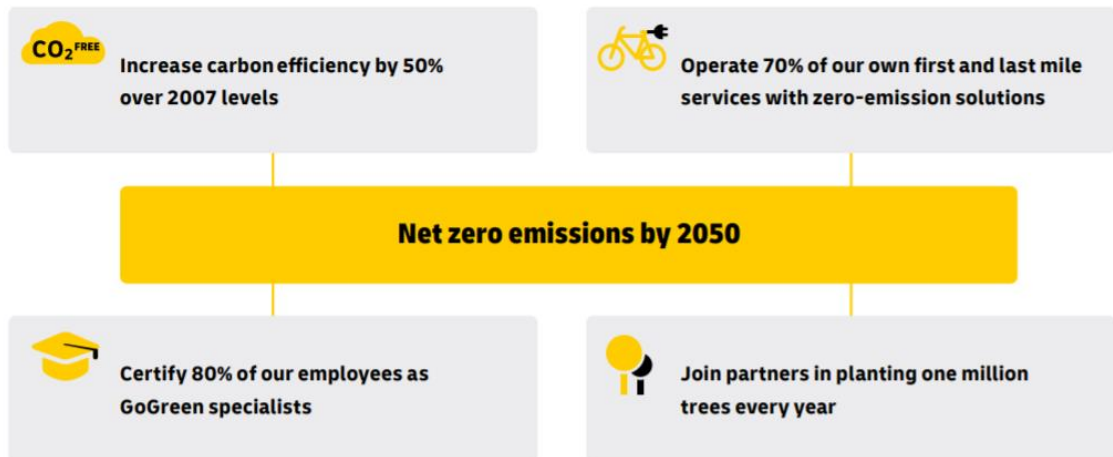 CO₂ FREE
Increase carbon efficiency by 50%
over 2007 levels
Operate 70% of our own first and last mile
services with zero-emission solutions
Net zero emissions by 2050
Certify 80% of our employees as
GoGreen specialists
Join partners in planting one million
trees every year